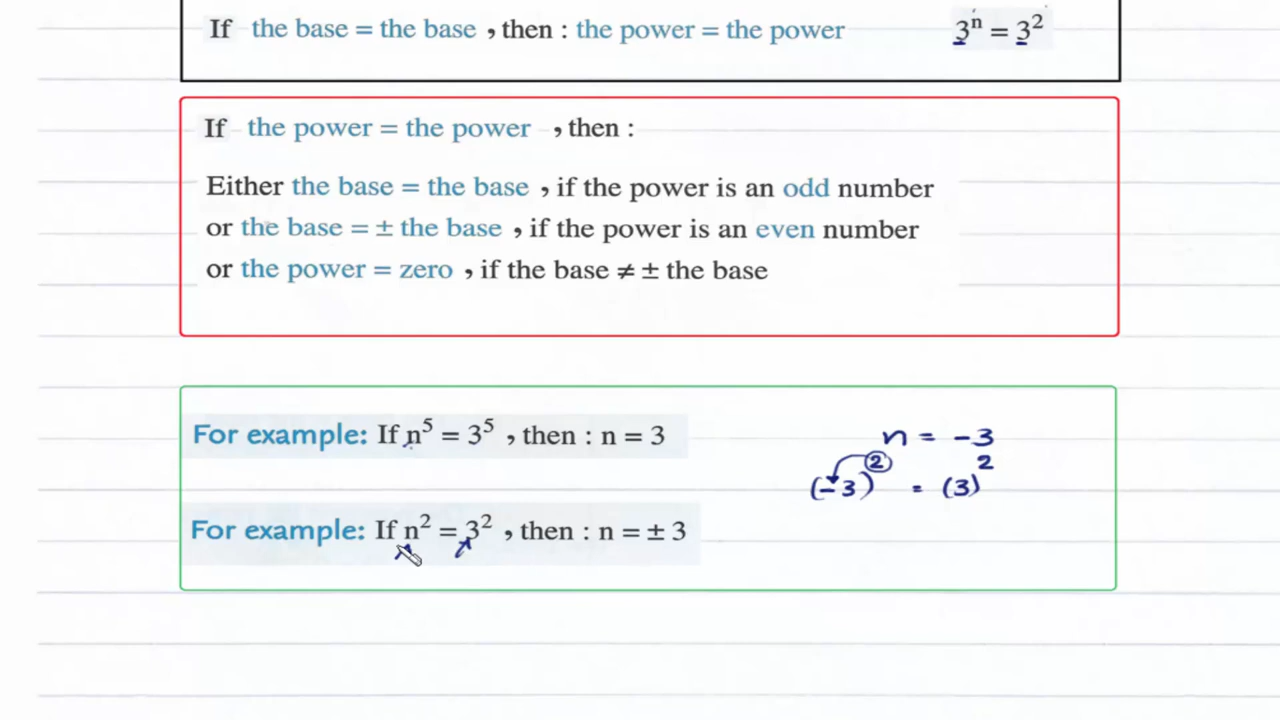 If the base = the base , then : the power = the power 3ⁿ = 3²
If the power = the power , then :
Either the base = the base , if the power is an odd number
or the base = ± the base , if the power is an even number
or the power = zero , if the base ≠ ± the base
For example: If n⁵ = 3⁵ , then : n = 3
n = -3
(-3)² = (3)²
For example: If n² = 3² , then : n = ± 3